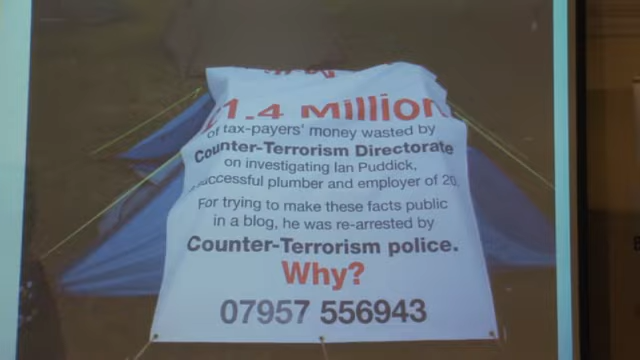 £1.4 Million
of tax-payers' money wasted by
Counter-Terrorism Directorate
on investigating Ian Puddick,
successful plumber and employer of 20.
For trying to make these facts public
in a blog, he was re-arrested by
Counter-Terrorism police.
Why?
07957 556943